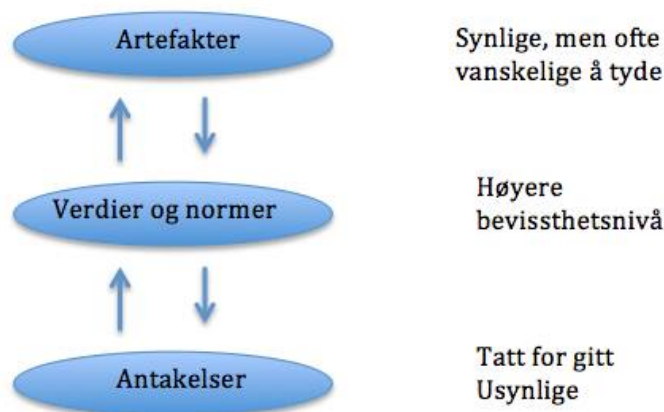 Artefakter
Synlige, men ofte
vanskelige å tyde
Verdier og normer
Høyere
bevissthetsnivå
Antakelser
Tatt for gitt
Usynlige